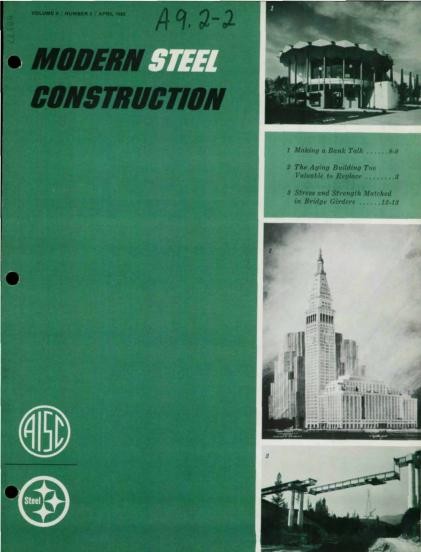 VOLUME II / NUMBER 2 / APRIL 1962
A9.2-2
MODERN STEEL
CONSTRUCTION
1
1 Making a Bank Talk
2 The Aging Building Too
Valuable to Replace ........3
3 Stress and Strength Matched
in Bridge Girders ......12-13
2
3
AISC
Steel